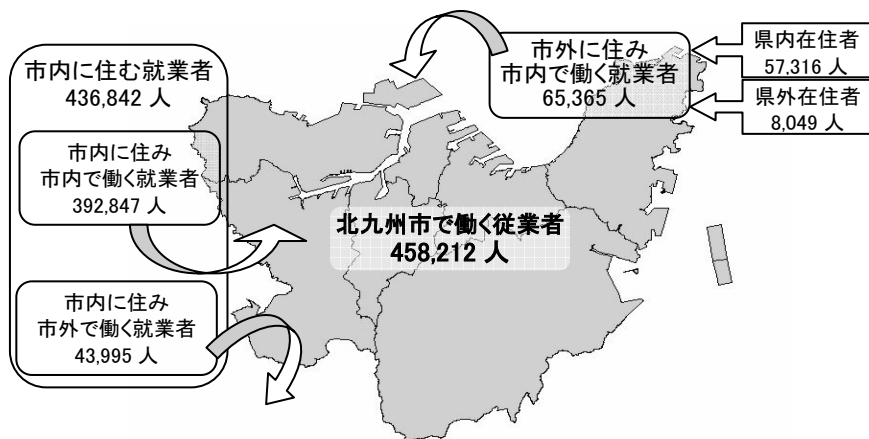 市内に住む就業者
436,842 人
市内に住み
市内で働く就業者
392,847 人
市内に住み
市外で働く就業者
43,995 人
市外に住み
市内で働く就業者
65,365 人
県内在住者
57,316 人
県外在住者
8,049 人
北九州市で働く従業者
458,212 人